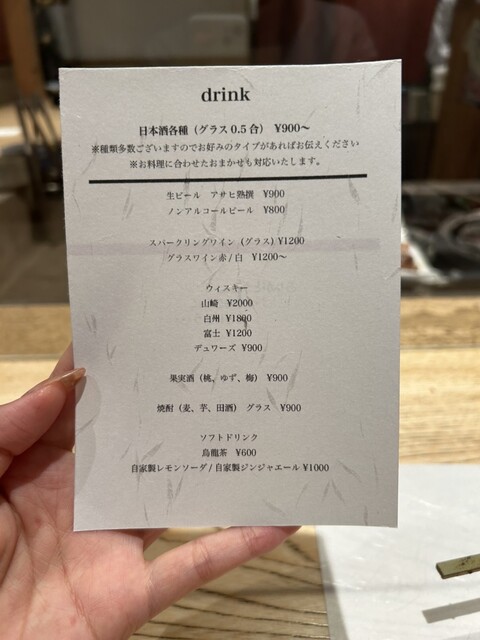 drink
日本酒各種（グラス 0.5 合） ¥900〜
※種類多数ございますのでお好みのタイプがあればお伝えください
※お料理に合わせたおまかせも対応いたします。
生ビール　アサヒ熟撰　¥900
ノンアルコールビール　¥800
スパークリングワイン（グラス) ¥1200
グラスワイン赤/白　¥1200〜
ウィスキー
山崎　¥2000
白州　¥1800
富士　¥1200
デュワーズ　¥900
果実酒（桃、ゆず、梅）　¥900
焼酎（麦、芋、田酒）　グラス　¥900
ソフトドリンク
烏龍茶　¥600
自家製レモンソーダ/自家製ジンジャエール ¥1000